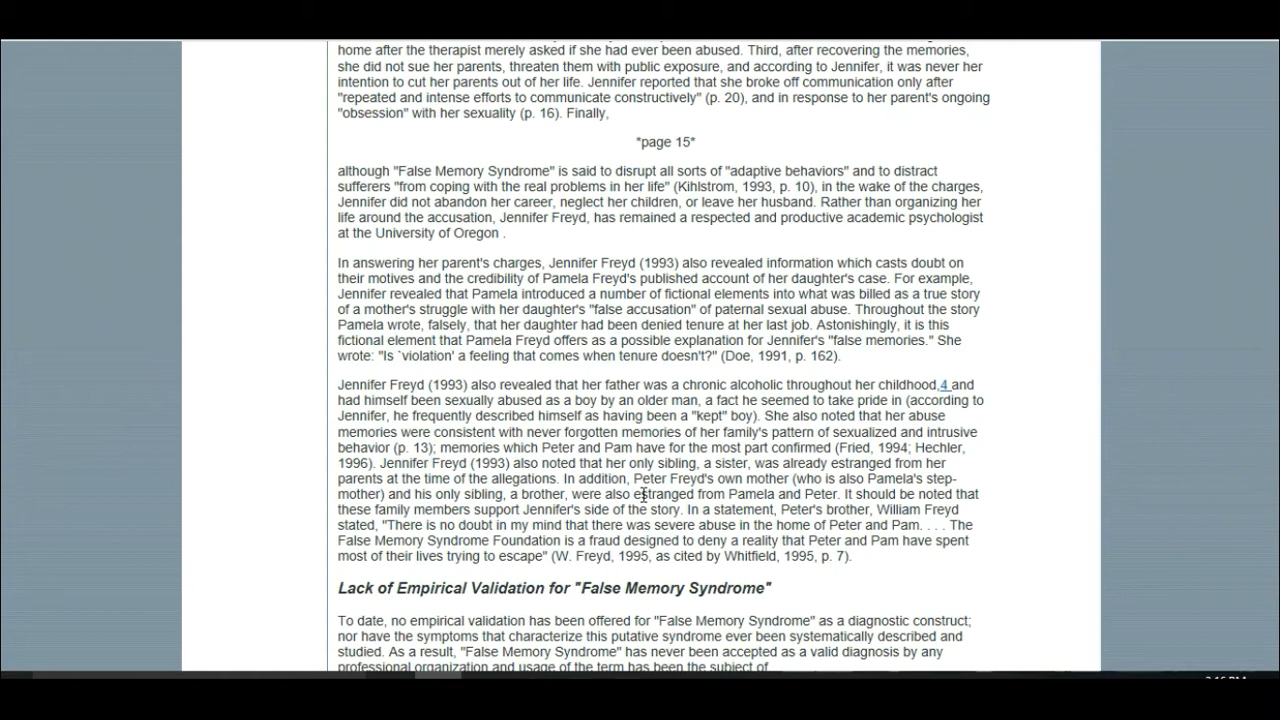 home after the therapist merely asked if she had ever been abused. Third, after recovering the memories,
she did not sue her parents, threaten them with public exposure, and according to Jennifer, it was never her
intention to cut her parents out of her life. Jennifer reported that she broke off communication only after
"repeated and intense efforts to communicate constructively" (p. 20), and in response to her parent's ongoing
"obsession" with her sexuality (p. 16). Finally,
*page 15*
although "False Memory Syndrome" is said to disrupt all sorts of "adaptive behaviors" and to distract
sufferers "from coping with the real problems in her life" (Kihlstrom, 1993, p. 10), in the wake of the charges,
Jennifer did not abandon her career, neglect her children, or leave her husband. Rather than organizing her
life around the accusation, Jennifer Freyd, has remained a respected and productive academic psychologist
at the University of Oregon .
In answering her parent's charges, Jennifer Freyd (1993) also revealed information which casts doubt on
their motives and the credibility of Pamela Freyd's published account of her daughter's case. For example,
Jennifer revealed that Pamela introduced a number of fictional elements into what was billed as a true story
of a mother's struggle with her daughter's "false accusation" of paternal sexual abuse. Throughout the story
Pamela wrote, falsely, that her daughter had been denied tenure at her last job. Astonishingly, it is this
fictional element that Pamela Freyd offers as a possible explanation for Jennifer's "false memories." She
wrote: "Is `violation' a feeling that comes when tenure doesn't?" (Doe, 1991, p. 162).
Jennifer Freyd (1993) also revealed that her father was a chronic alcoholic throughout her childhood,4 and
had himself been sexually abused as a boy by an older man, a fact he seemed to take pride in (according to
Jennifer, he frequently described himself as having been a "kept" boy). She also noted that her abuse
memories were consistent with never forgotten memories of her family's pattern of sexualized and intrusive
behavior (p. 13); memories which Peter and Pam have for the most part confirmed (Fried, 1994; Hechler,
1996). Jennifer Freyd (1993) also noted that her only sibling, a sister, was already estranged from her
parents at the time of the allegations. In addition, Peter Freyd's own mother (who is also Pamela's step-
mother) and his only sibling, a brother, were also estranged from Pamela and Peter. It should be noted that
these family members support Jennifer's side of the story. In a statement, Peter's brother, William Freyd
stated, "There is no doubt in my mind that there was severe abuse in the home of Peter and Pam. . . . The
False Memory Syndrome Foundation is a fraud designed to deny a reality that Peter and Pam have spent
most of their lives trying to escape" (W. Freyd, 1995, as cited by Whitfield, 1995, p. 7).
Lack of Empirical Validation for "False Memory Syndrome"
To date, no empirical validation has been offered for "False Memory Syndrome" as a diagnostic construct;
nor have the symptoms that characterize this putative syndrome ever been systematically described and
studied. As a result, "False Memory Syndrome" has never been accepted as a valid diagnosis by any
professional organization and usage of the term has been the subject of